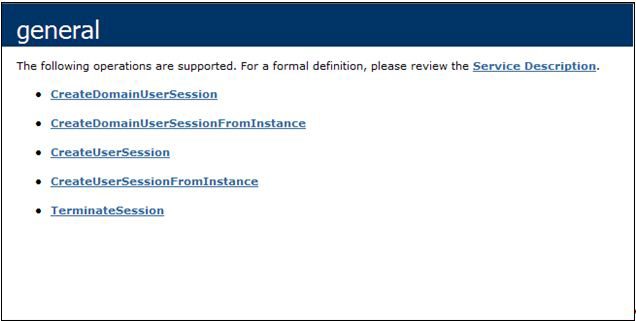 general
The following operations are supported. For a formal definition, please review the Service Description.
CreateDomainUserSession
CreateDomainUserSessionFromInstance
CreateUserSession
CreateUserSessionFromInstance
TerminateSession